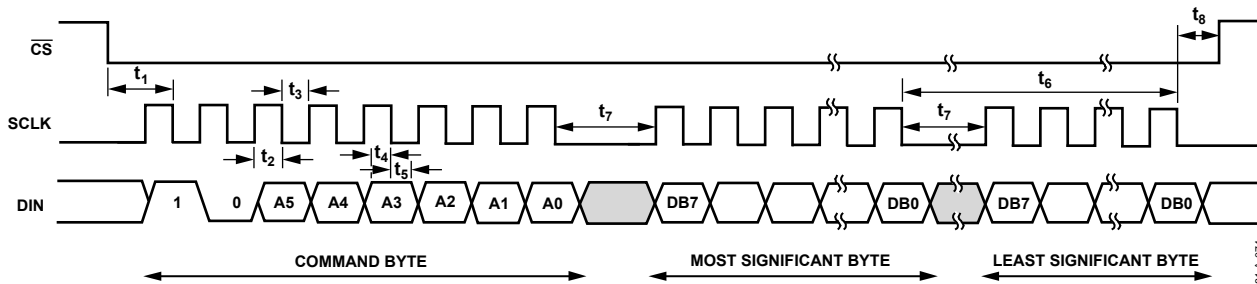 t8
CS
t1
t3
t6
SCLK
t7
t7
t2
t4
t5
DIN
1 0 A5 A4 A3 A2 A1 A0 DB7 DB0 DB7 DB0
COMMAND BYTE
MOST SIGNIFICANT BYTE
LEAST SIGNIFICANT BYTE